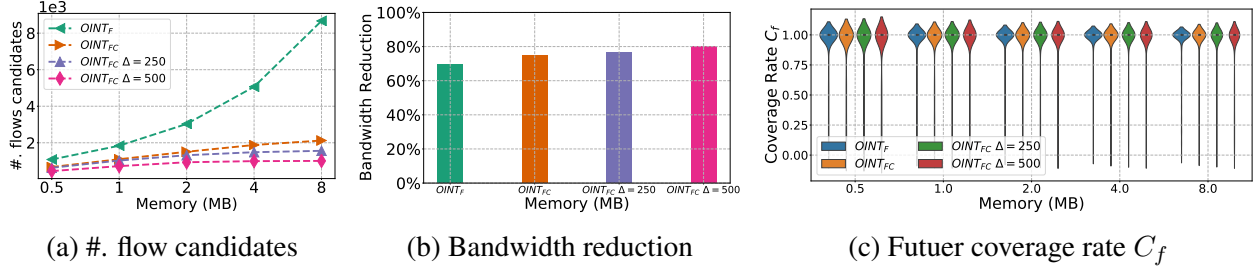 1e3
#. flows candidates
8
6
4
2
OINT_F
OINT_FC
OINT_FC Δ = 250
OINT_FC Δ = 500
0.5 1 2 4 8
Memory (MB)
(a) #. flow candidates
Bandwidth Reduction
100%
80%
60%
40%
20%
0%
OINT_F OINT_FC OINT_FC Δ = 250 OINT_FC Δ = 500
Memory (MB)
(b) Bandwidth reduction
Coverage Rate C_f
1.00
0.75
0.50
0.25
0.00
OINT_F OINT_FC Δ = 250
OINT_FC OINT_FC Δ = 500
0.5 1.0 2.0 4.0 8.0
Memory (MB)
(c) Futuer coverage rate C_f